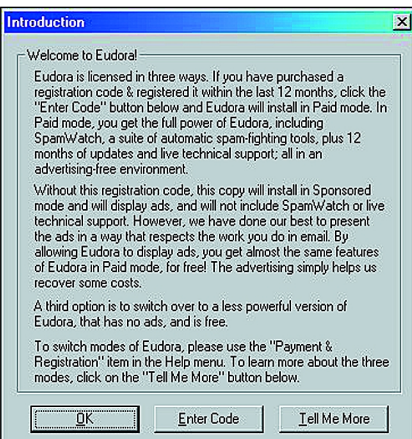 Introduction
Welcome to Eudora!
Eudora is licensed in three ways. If you have purchased a
registration code & registered it within the last 12 months, click the
"Enter Code" button below and Eudora will install in Paid mode. In
Paid mode, you get the full power of Eudora, including
SpamWatch, a suite of automatic spam-fighting tools, plus 12
months of updates and live technical support; all in an
advertising-free environment.
Without this registration code, this copy will install in Sponsored
mode and will display ads, and will not include SpamWatch or live
technical support. However, we have done our best to present
the ads in a way that respects the work you do in email. By
allowing Eudora to display ads, you get almost the same features
of Eudora in Paid mode, for free! The advertising simply helps us
recover some costs.
A third option is to switch over to a less powerful version of
Eudora, that has no ads, and is free.
To switch modes of Eudora, please use the "Payment &
Registration" item in the Help menu. To learn more about the three
modes, click on the "Tell Me More" button below.
OK Enter Code Tell Me More